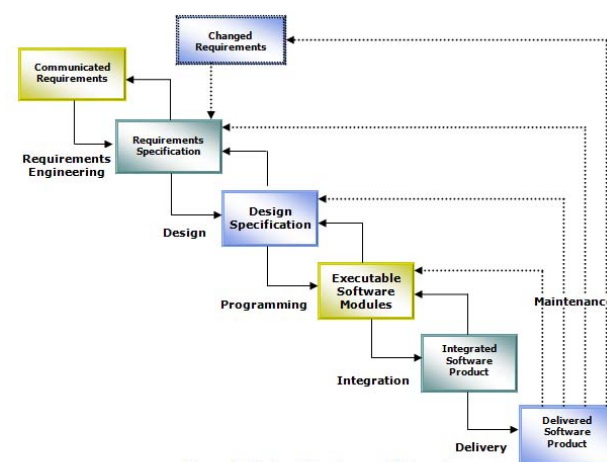 Changed
Requirements
Communicated
Requirements
Requirements
Specification
Requirements
Engineering
Design
Specification
Design
Executable
Software
Modules
Programming
Maintenance
Integrated
Software
Product
Integration
Delivered
Software
Product
Delivery